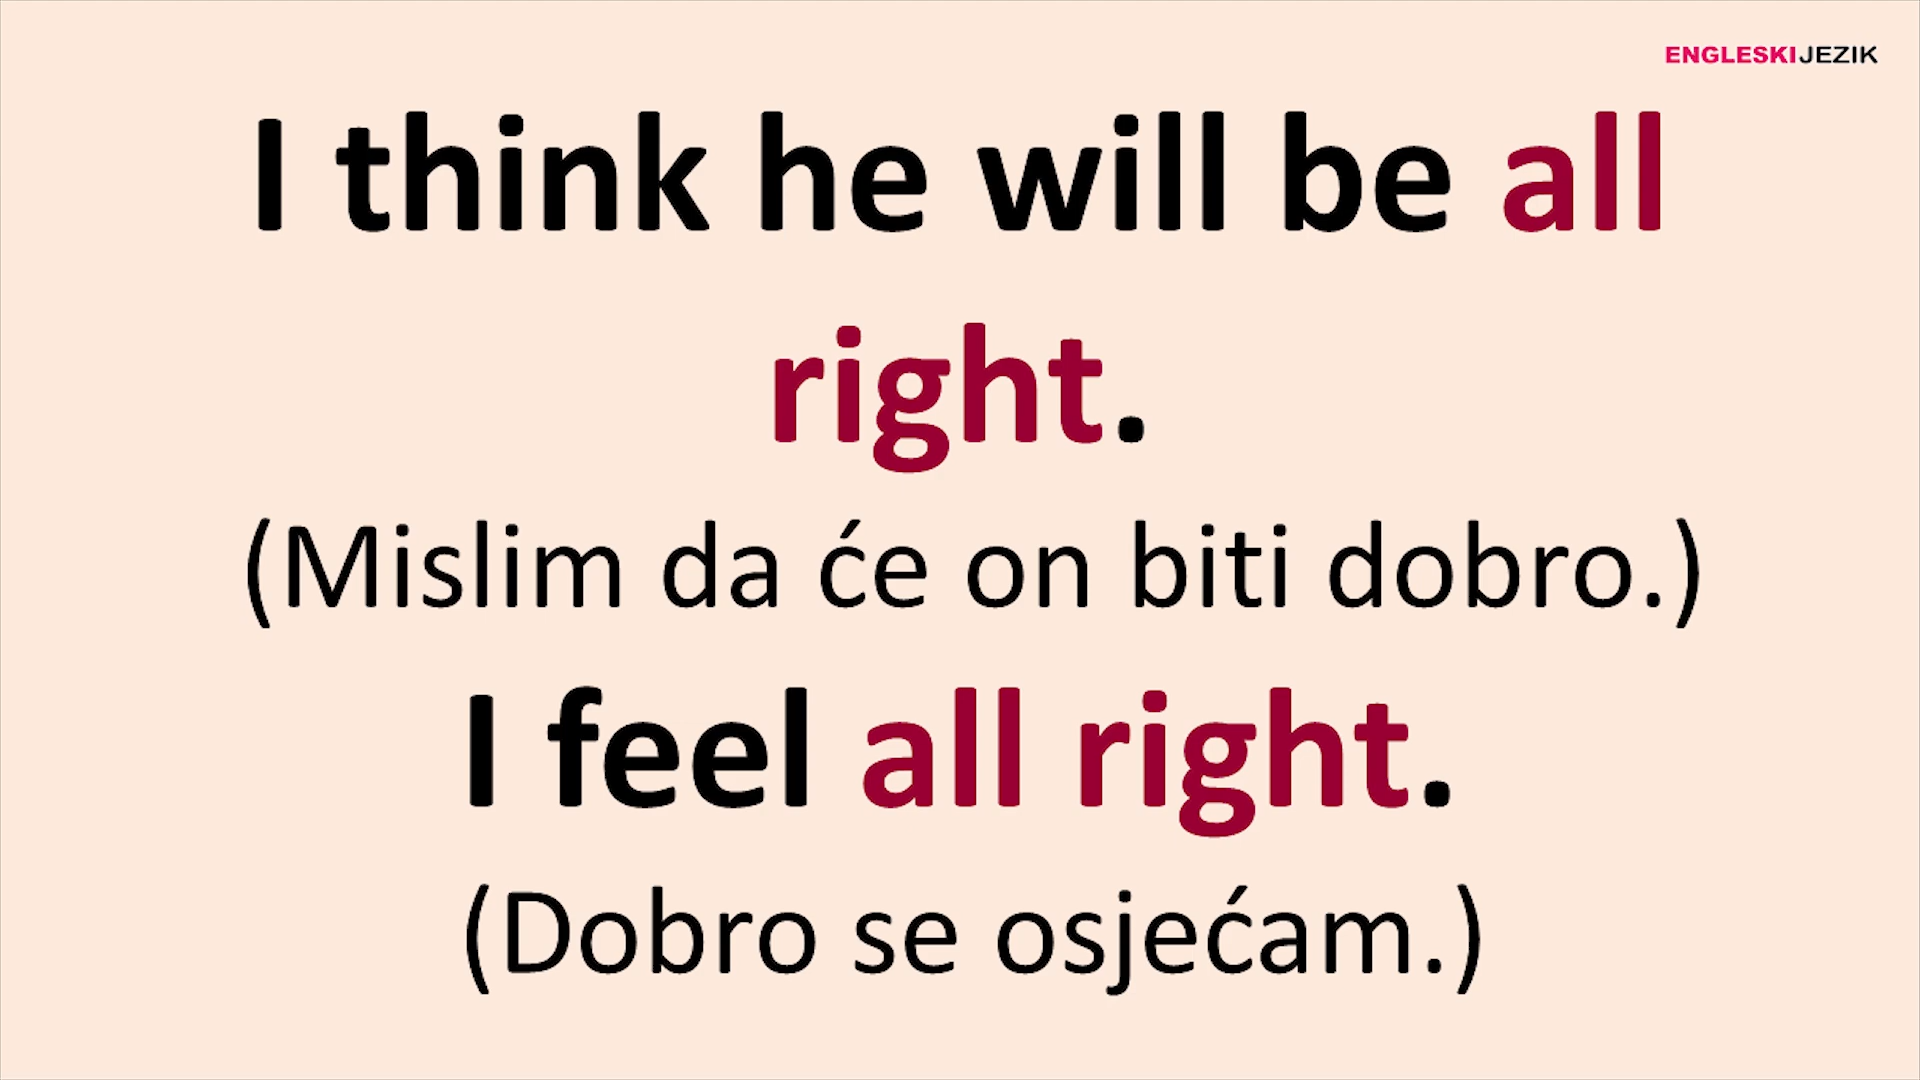 ENGLESKIJEZIK
I think he will be all
right.
(Mislim da će on biti dobro.)
I feel all right.
(Dobro se osjećam.)